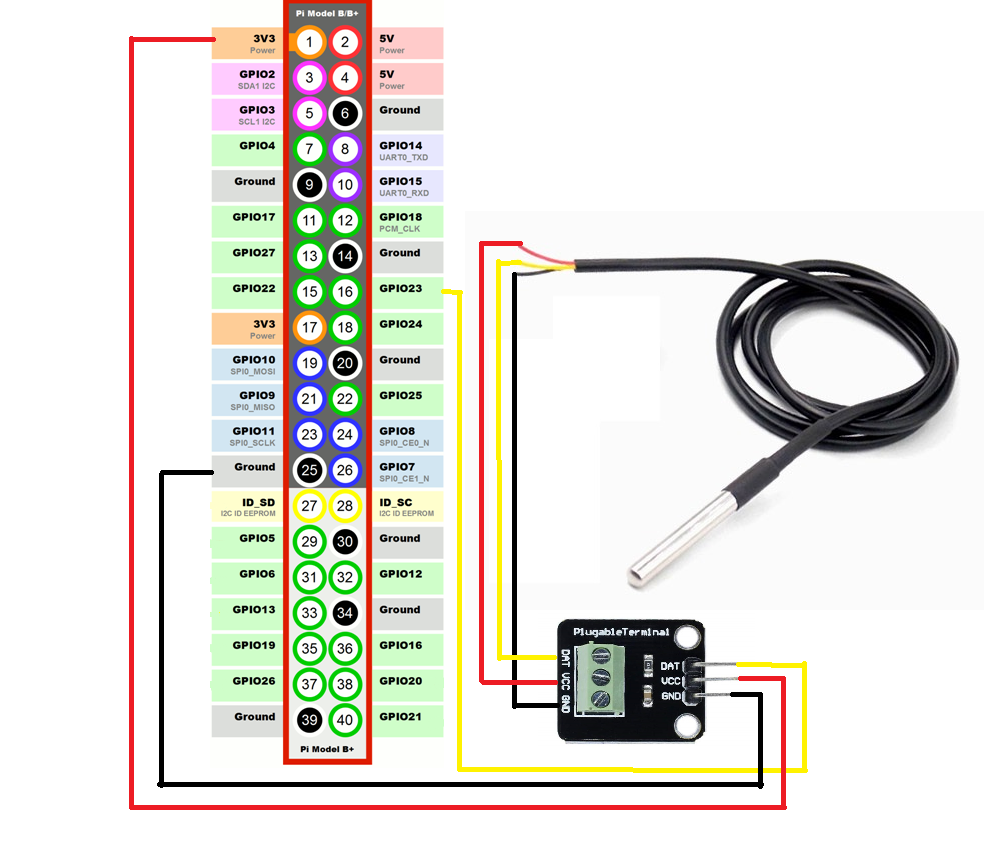 Pi Model B/B+
3V3
Power
1
2
5V
Power
GPIO2
SDA1 I2C
3
4
5V
Power
GPIO3
SCL1 I2C
5
6
Ground
GPIO4
7
8
GPIO14
UART0_TXD
Ground
9
10
GPIO15
UART0_RXD
GPIO17
11
12
GPIO18
PCM_CLK
GPIO27
13
14
Ground
GPIO22
15
16
GPIO23
3V3
Power
17
18
GPIO24
GPIO10
SPI0_MOSI
19
20
Ground
GPIO9
SPI0_MISO
21
22
GPIO25
GPIO11
SPI0_SCLK
23
24
GPIO8
SPI0_CE0_N
Ground
25
26
GPIO7
SPI0_CE1_N
ID_SD
I2C ID EEPROM
27
28
ID_SC
I2C ID EEPROM
GPIO5
29
30
Ground
GPIO6
31
32
GPIO12
GPIO13
33
34
Ground
GPIO19
35
36
GPIO16
GPIO26
37
38
GPIO20
Ground
39
40
GPIO21
Pi Model B+
PlugableTerminal
DAT VCC GND
DAT
VCC
GND